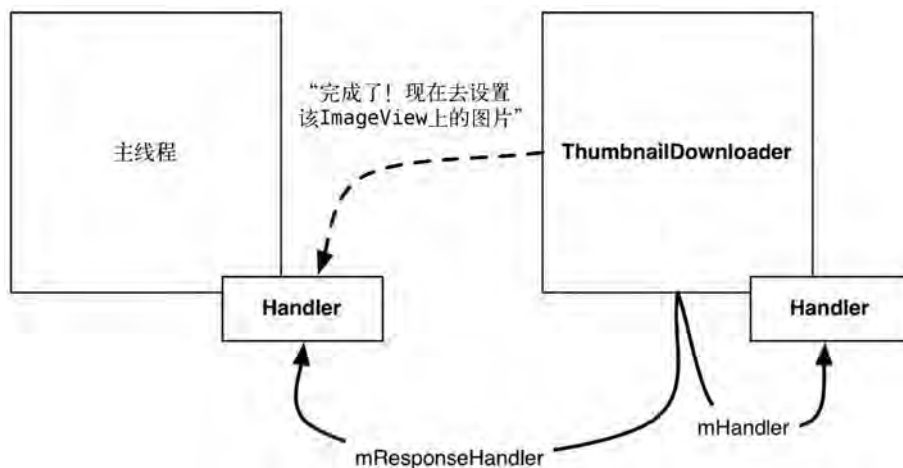 “完成了！现在去设置
该ImageView上的图片”
主线程
ThumbnailDownloader
Handler
Handler
mHandler
mResponseHandler